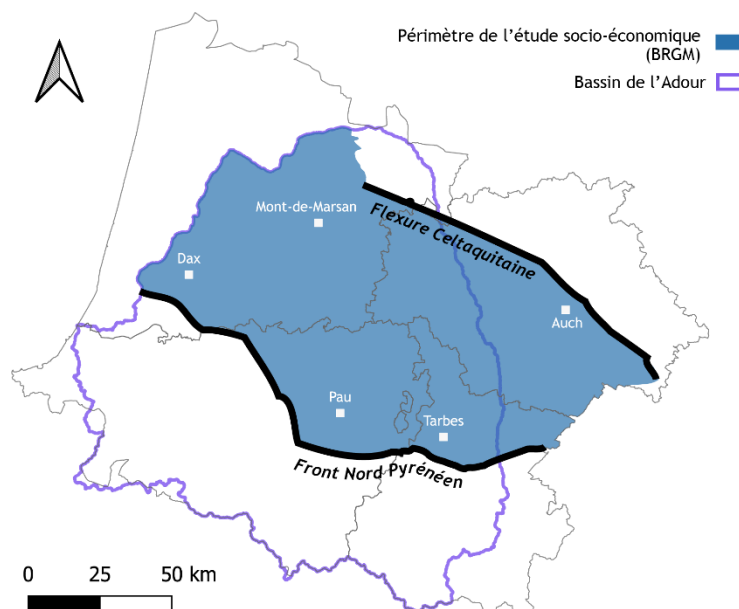 Périmètre de l'étude socio-économique
(BRGM)
Bassin de l'Adour
Mont-de-Marsan
Flexure Celtaquitaine
Dax
Auch
Pau
Tarbes
Front Nord Pyrénéen
0 25 50 km